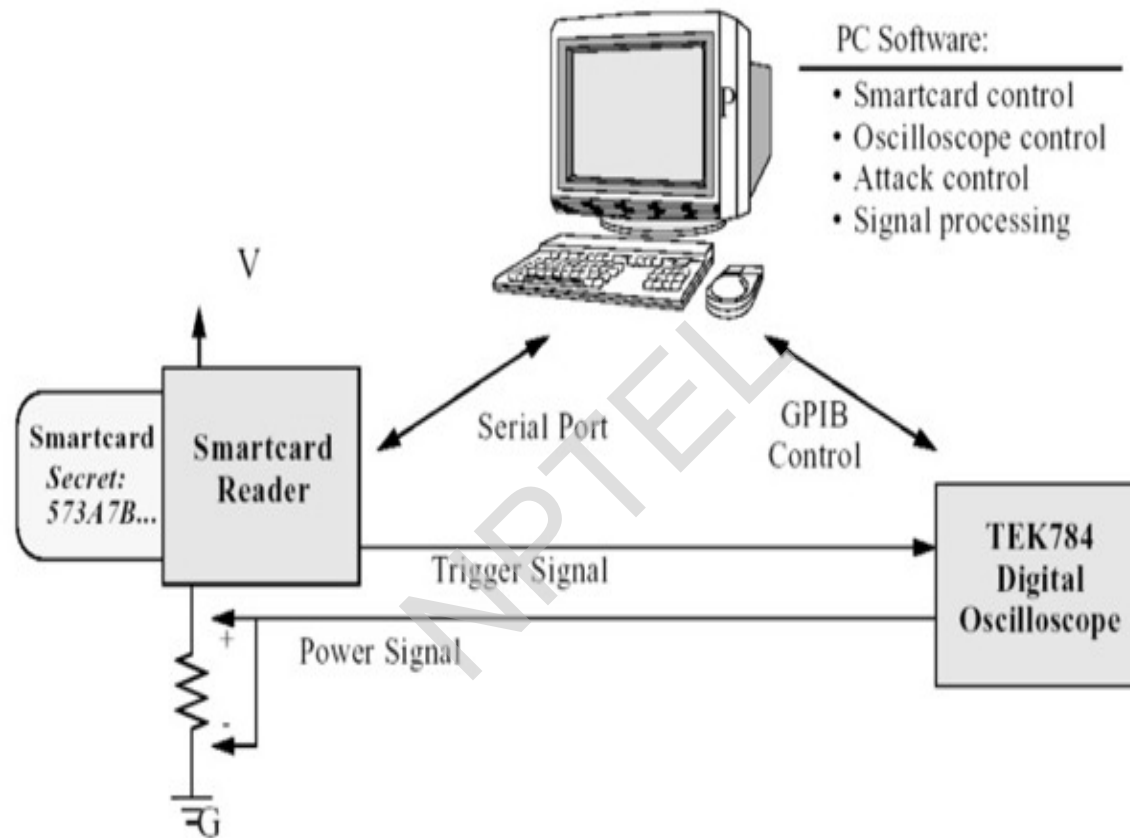 PC Software:
• Smartcard control
• Oscilloscope control
• Attack control
• Signal processing
P
V
Smartcard
Secret:
573A7B...
Smartcard
Reader
Serial Port
GPIB
Control
TEK784
Digital
Oscilloscope
Trigger Signal
+
Power Signal
-
G
NPTEL